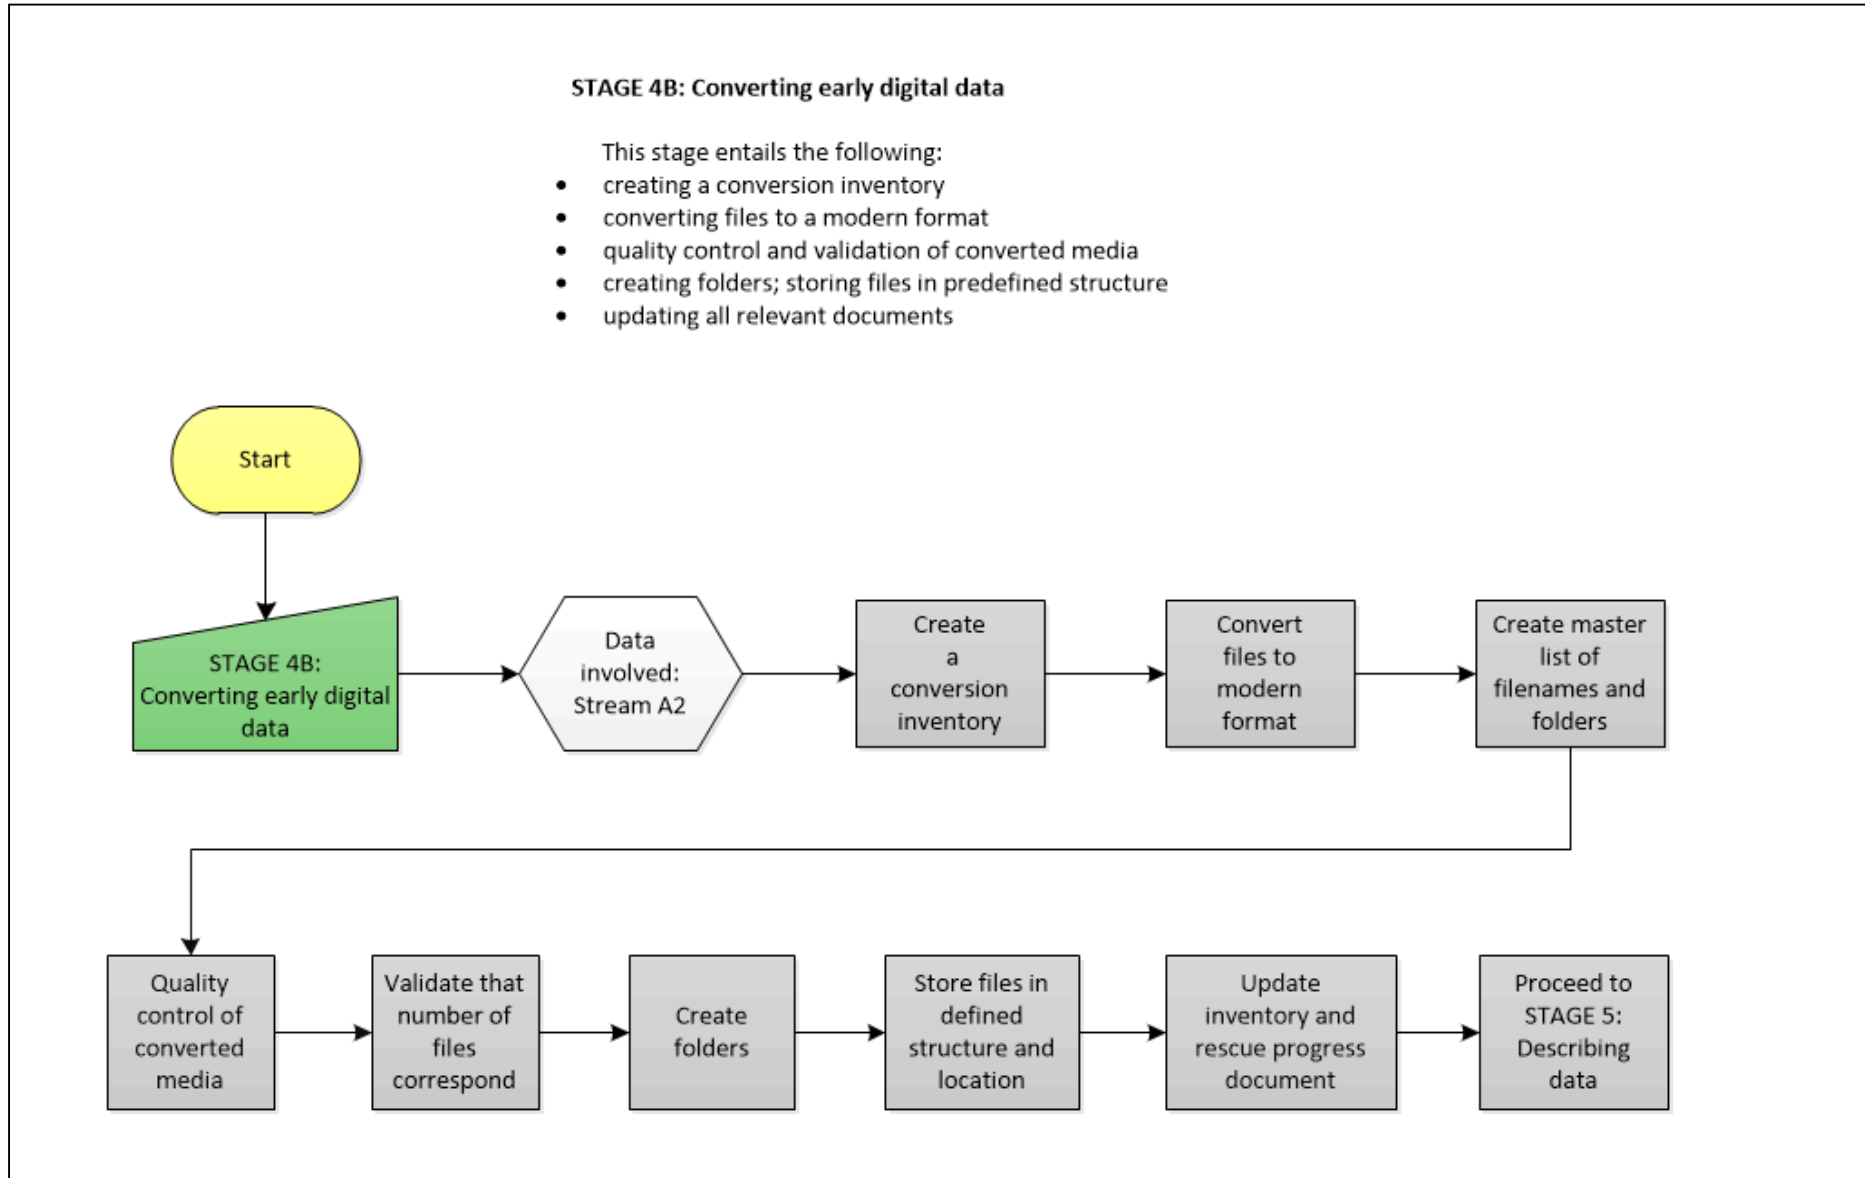 STAGE 4B: Converting early digital data
This stage entails the following:
• creating a conversion inventory
• converting files to a modern format
• quality control and validation of converted media
• creating folders; storing files in predefined structure
• updating all relevant documents
Start
STAGE 4B:
Converting early digital
data
Data
involved:
Stream A2
Create
a
conversion
inventory
Convert
files to
modern
format
Create master
list of
filenames and
folders
Quality
control of
converted
media
Validate that
number of
files
correspond
Create
folders
Store files in
defined
structure and
location
Update
inventory and
rescue progress
document
Proceed to
STAGE 5:
Describing
data